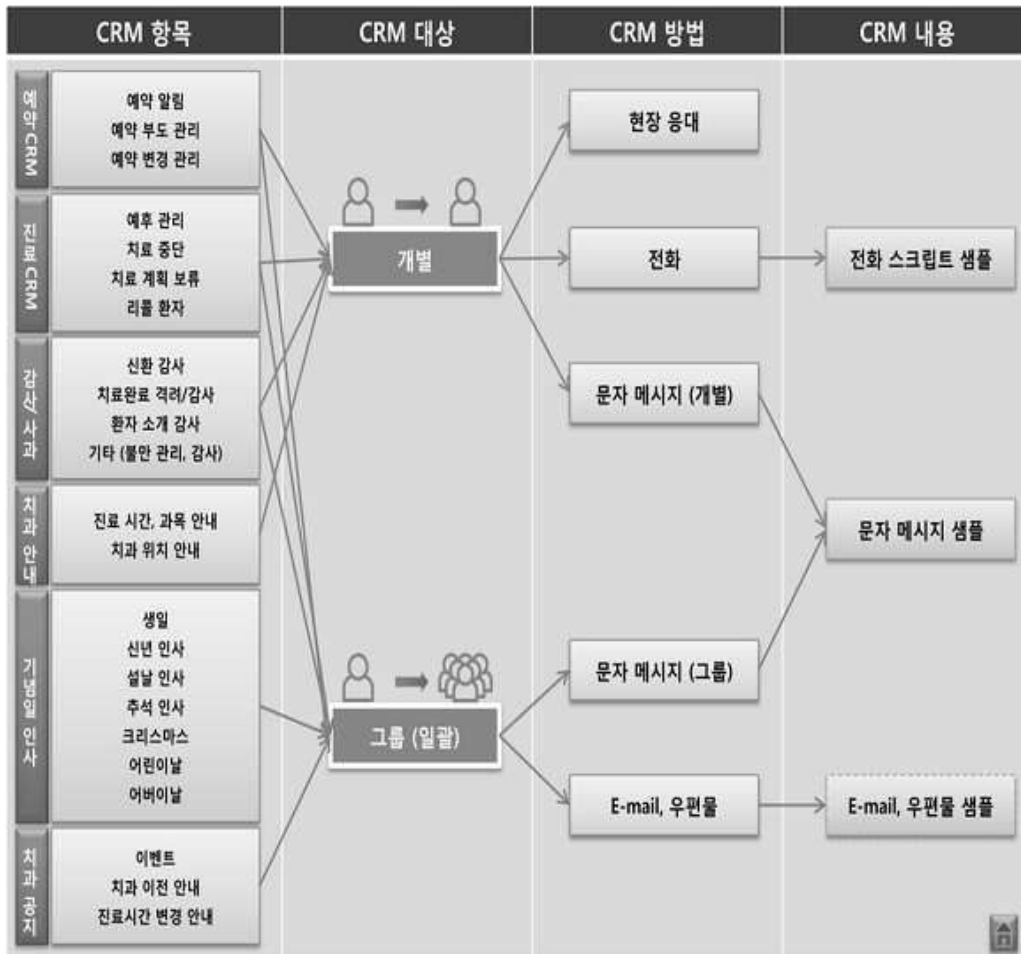 CRM 항목
CRM 대상
CRM 방법
CRM 내용
예약 CRM
예약 알림
예약 부도 관리
예약 변경 관리
진료 CRM
예후 관리
치료 중단
치료 계획 보류
리콜 환자
감사/사과
신환 감사
치료완료 격려/감사
환자 소개 감사
기타 (불안 관리, 감사)
치과 안내
진료 시간, 과목 안내
치과 위치 안내
기념일 인사
생일
신년 인사
설날 인사
추석 인사
크리스마스
어린이날
어버이날
치과 공지
이벤트
치과 이전 안내
진료시간 변경 안내
개별
그룹 (일괄)
현장 응대
전화
문자 메시지 (개별)
문자 메시지 (그룹)
E-mail, 우편물
전화 스크립트 샘플
문자 메시지 샘플
E-mail, 우편물 샘플